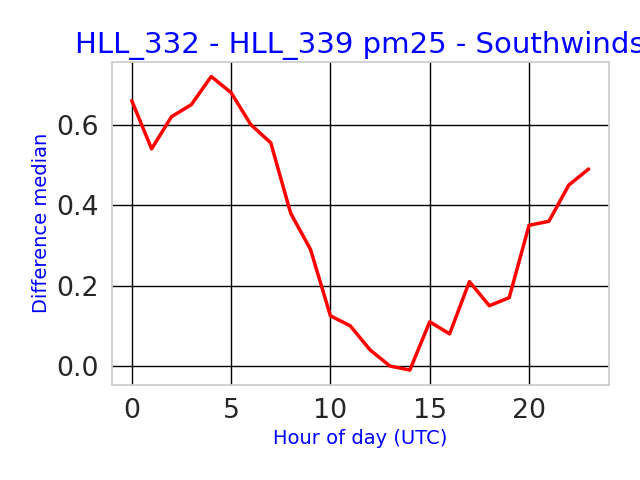 HLL_332 - HLL_339 pm25 - Southwinds
Difference median
0.6
0.4
0.2
0.0
0 5 10 15 20
Hour of day (UTC)